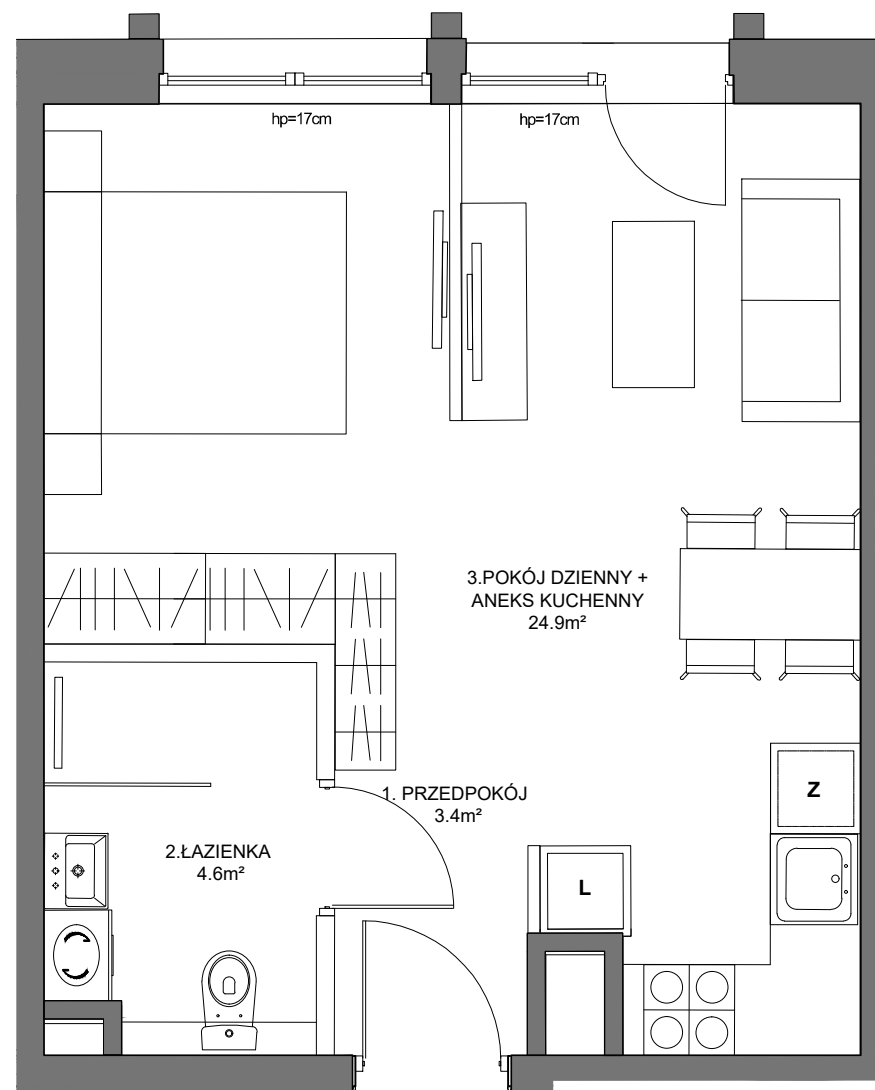 hp=17cm
hp=17cm
3.POKÓJ DZIENNY +
ANEKS KUCHENNY
24.9m²
1. PRZEDPOKÓJ
3.4m²
Z
2.ŁAZIENKA
4.6m²
L